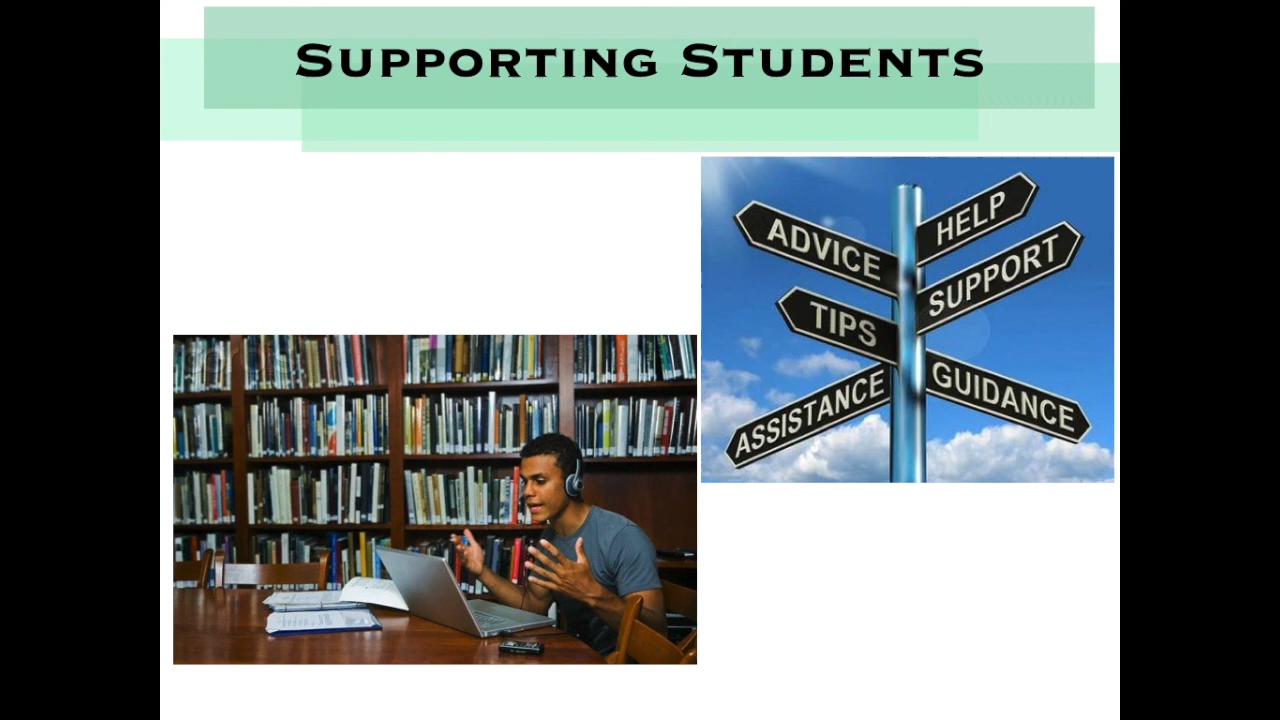 Supporting Students
ADVICE
HELP
SUPPORT
TIPS
ASSISTANCE
GUIDANCE